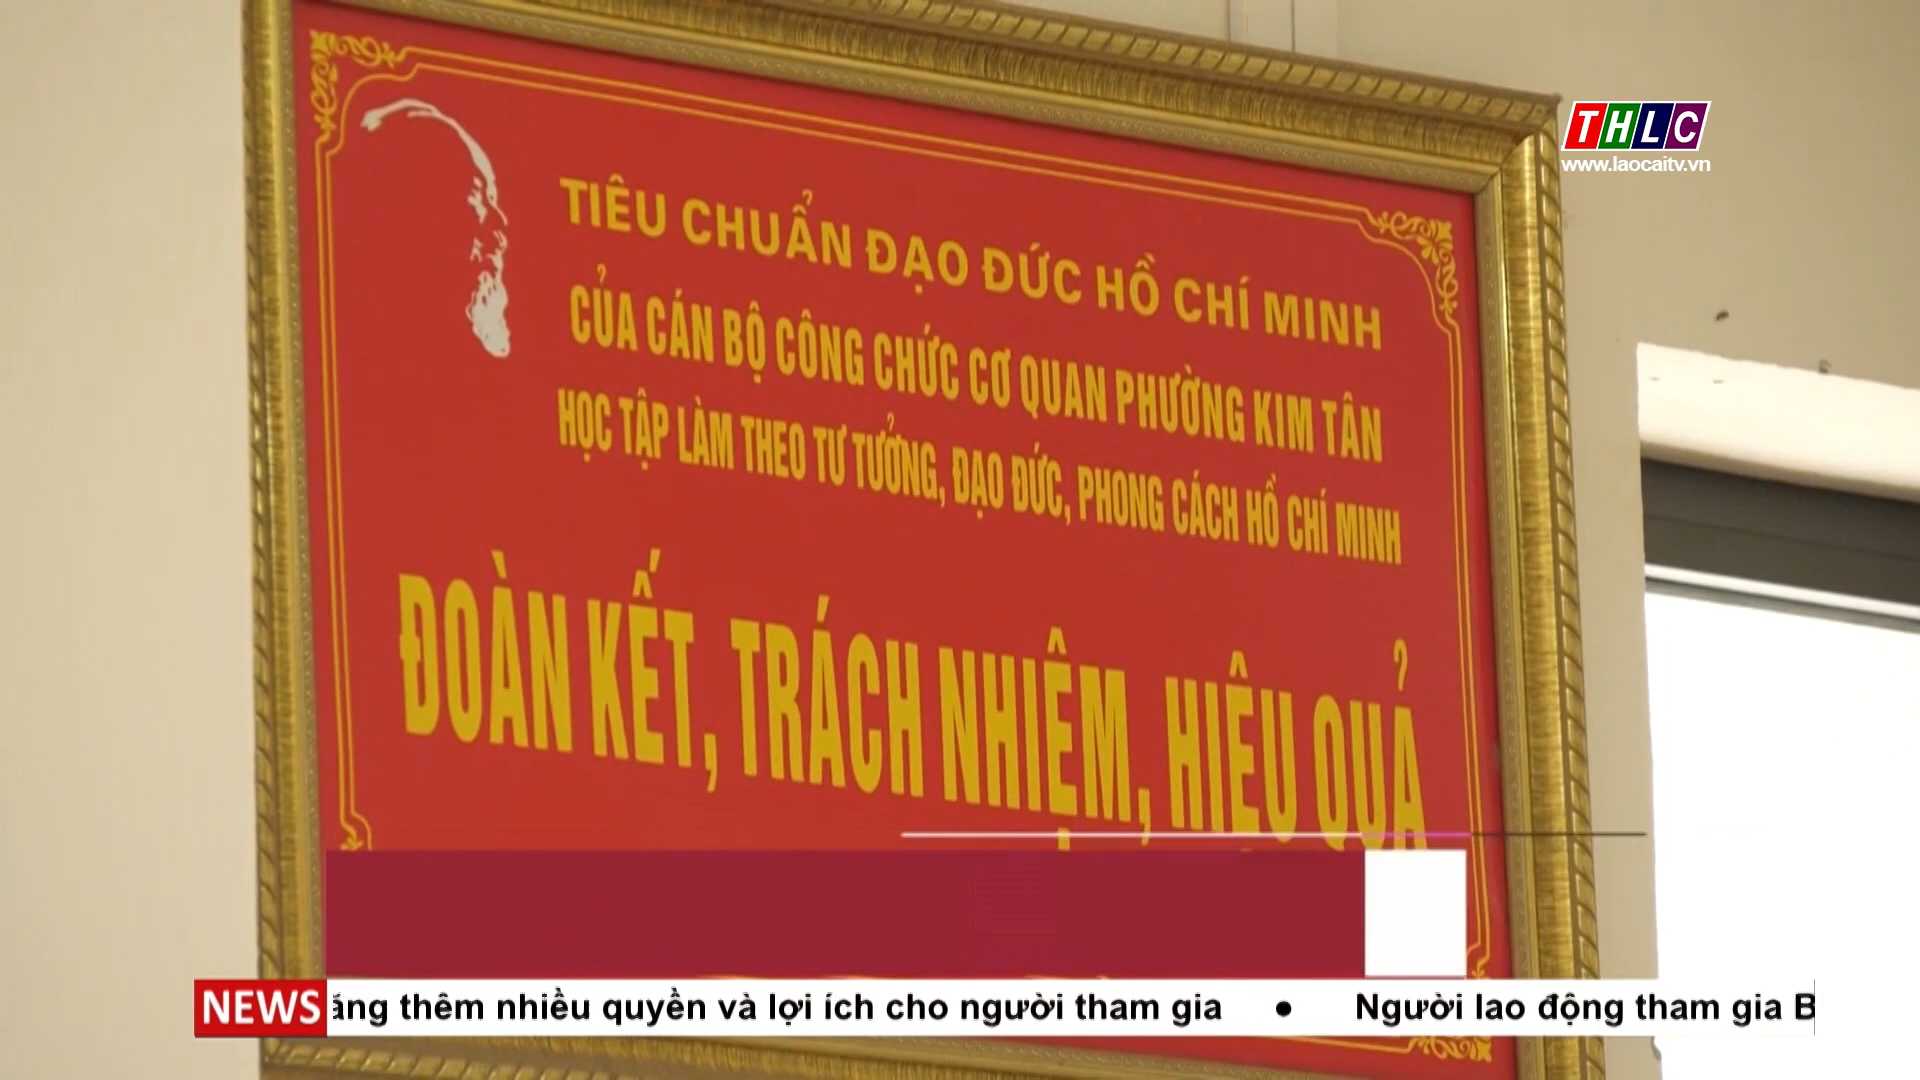 THLC
www.laocaitv.vn
TIÊU CHUẨN ĐẠO ĐỨC HỒ CHÍ MINH
CỦA CÁN BỘ CÔNG CHỨC CƠ QUAN PHƯỜNG KIM TÂN
HỌC TẬP LÀM THEO TƯ TƯỞNG, ĐẠO ĐỨC, PHONG CÁCH HỒ CHÍ MINH
ĐOÀN KẾT, TRÁCH NHIỆM, HIỆU QUẢ
NEWS thêm nhiều quyền và lợi ích cho người tham gia ● Người lao động tham gia